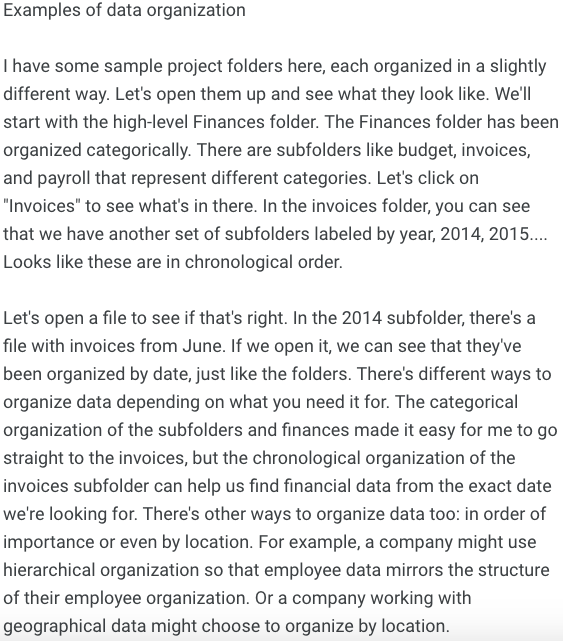 Examples of data organization
I have some sample project folders here, each organized in a slightly
different way. Let's open them up and see what they look like. We'll
start with the high-level Finances folder. The Finances folder has been
organized categorically. There are subfolders like budget, invoices,
and payroll that represent different categories. Let's click on
"Invoices" to see what's in there. In the invoices folder, you can see
that we have another set of subfolders labeled by year, 2014, 2015....
Looks like these are in chronological order.
Let's open a file to see if that's right. In the 2014 subfolder, there's a
file with invoices from June. If we open it, we can see that they've
been organized by date, just like the folders. There's different ways to
organize data depending on what you need it for. The categorical
organization of the subfolders and finances made it easy for me to go
straight to the invoices, but the chronological organization of the
invoices subfolder can help us find financial data from the exact date
we're looking for. There's other ways to organize data too: in order of
importance or even by location. For example, a company might use
hierarchical organization so that employee data mirrors the structure
of their employee organization. Or a company working with
geographical data might choose to organize by location.